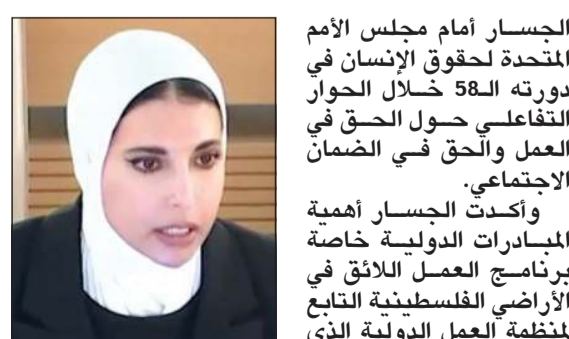 الجسار أمام مجلس الأمم
المتحدة لحقوق الإنسان في
دورته الـ58 خلال الحوار
التفاعلي حول الحق في
العمل والحق في الضمان
الاجتماعي.
وأكدت الجسار أهمية
المبادرات الدولية خاصة
برنامج العمل اللائق في
الأراضي الفلسطينية التابع
لمنظمة العمل الدولية الذي